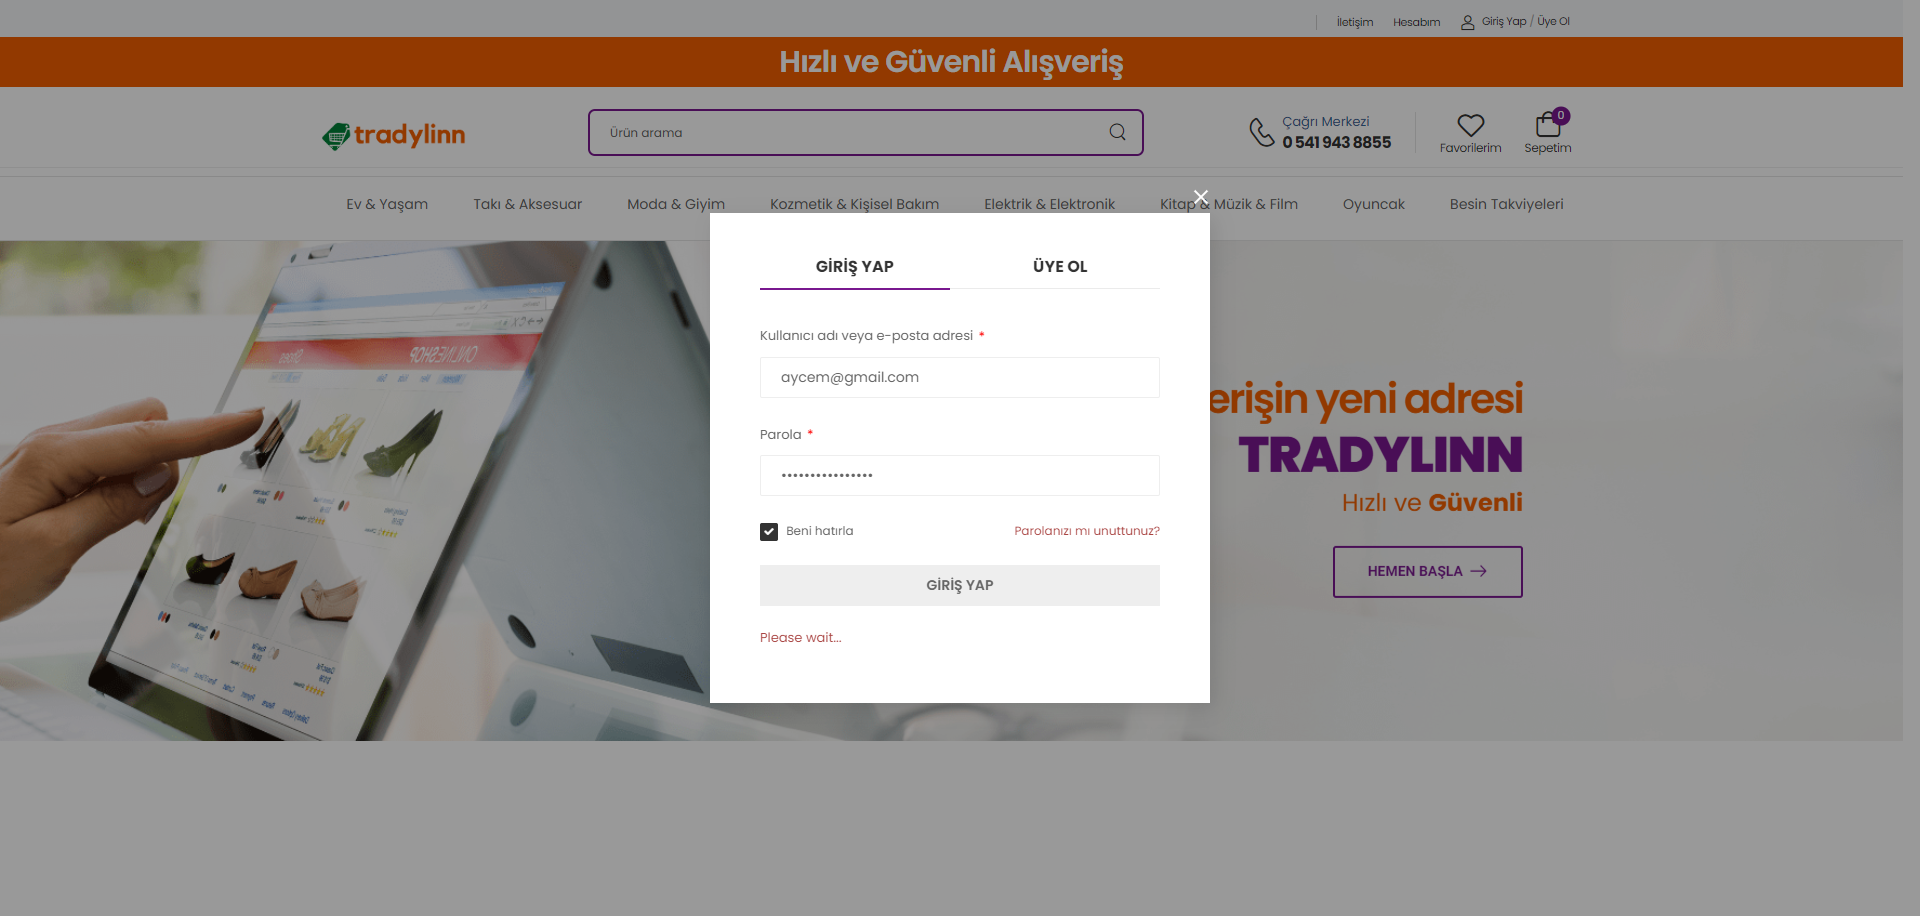 İletişim
Hesabım
Giriş Yap / Üye Ol
Hızlı ve Güvenli Alışveriş
tradylinn
Ürün arama
Çağrı Merkezi
0 541 943 8855
Favorilerim
0
Sepetim
Ev & Yaşam
Takı & Aksesuar
Moda & Giyim
Kozmetik & Kişisel Bakım
Elektrik & Elektronik
Kitap & Müzik & Film
Oyuncak
Besin Takviyeleri
GİRİŞ YAP
ÜYE OL
Kullanıcı adı veya e-posta adresi *
aycem@gmail.com
Parola *
••••••••••••••••
Beni hatırla
Parolanızı mı unuttunuz?
GİRİŞ YAP
Please wait...
erişin yeni adresi
TRADYLINN
Hızlı ve Güvenli
HEMEN BAŞLA
ONLINESHOP
Shoes